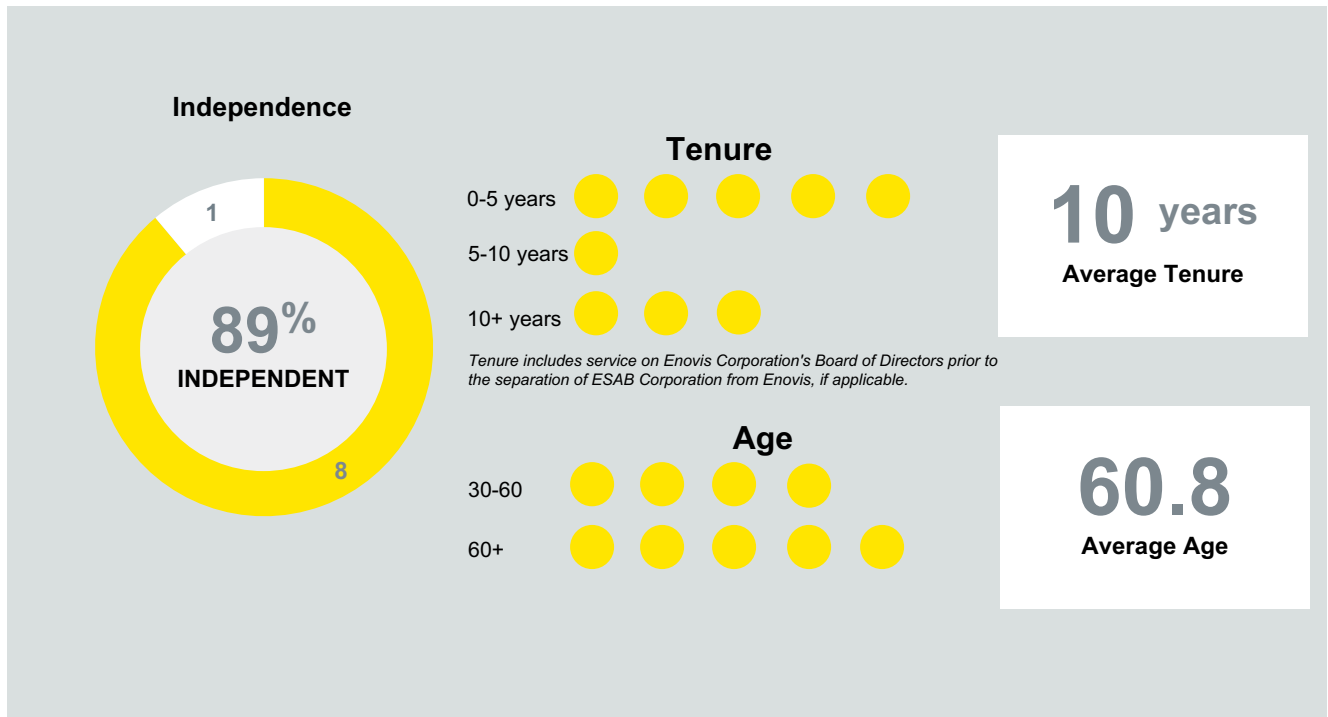 Independence
1
89%
INDEPENDENT
8
Tenure
0-5 years
5-10 years
10+ years
Tenure includes service on Enovis Corporation's Board of Directors prior to
the separation of ESAB Corporation from Enovis, if applicable.
Age
30-60
60+
10 years
Average Tenure
60.8
Average Age